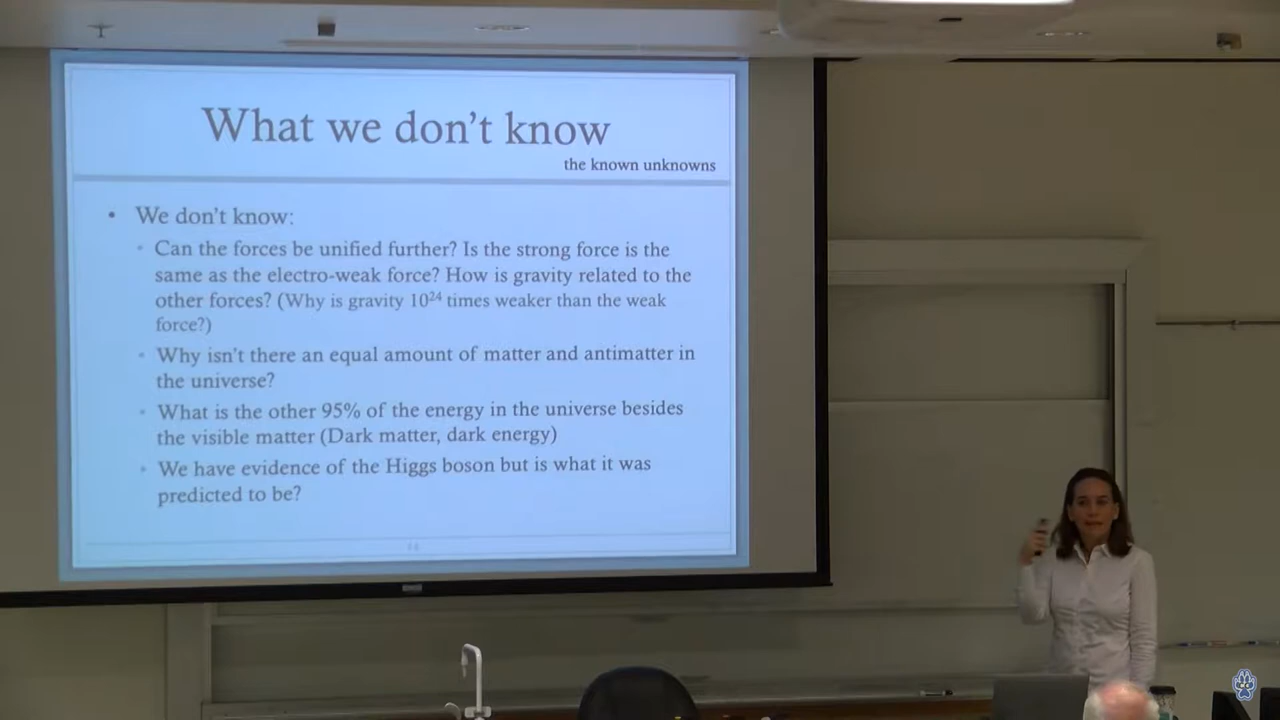 What we don't know
the known unknowns
• We don't know:
• Can the forces be unified further? Is the strong force is the
same as the electro-weak force? How is gravity related to the
other forces? (Why is gravity 10²⁴ times weaker than the weak
force?)
• Why isn't there an equal amount of matter and antimatter in
the universe?
• What is the other 95% of the energy in the universe besides
the visible matter (Dark matter, dark energy)
• We have evidence of the Higgs boson but is what it was
predicted to be?